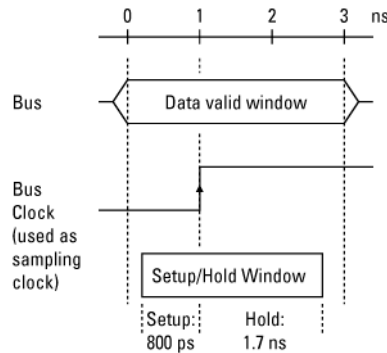 0 1 2 3 ns
Bus
Data valid window
Bus
Clock
(used as
sampling
clock)
Setup/Hold Window
Setup: Hold:
800 ps 1.7 ns